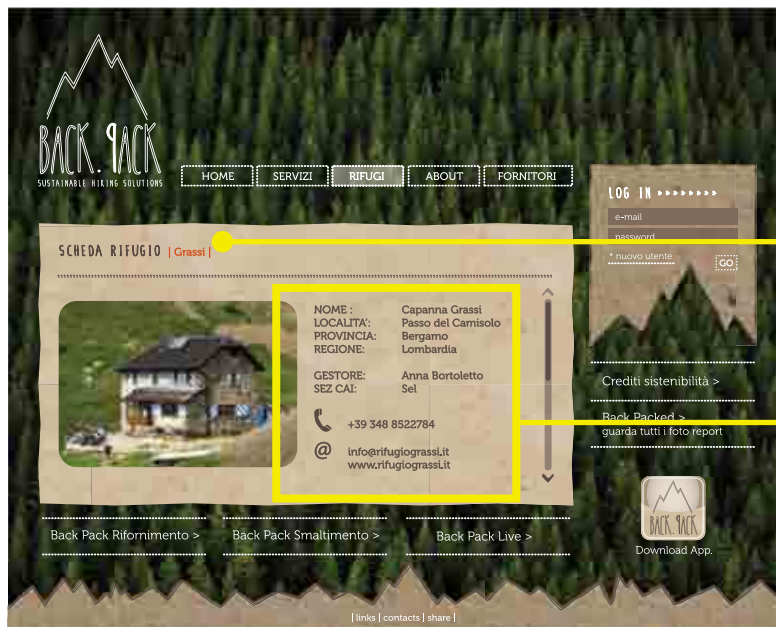 BACK.PACK
SUSTAINABLE HIKING SOLUTIONS
HOME
SERVIZI
RIFUGI
ABOUT
FORNITORI
LOG IN
e-mail
password
* nuovo utente
GO
SCHEDA RIFUGIO | Grassi |
NOME : Capanna Grassi
LOCALITA': Passo del Camisolo
PROVINCIA: Bergamo
REGIONE: Lombardia
GESTORE: Anna Bortoletto
SEZ CAI: Sel
+39 348 8522784
@ info@rifugiograssi.it
www.rifugiograssi.it
Crediti sistenibilità >
Back Packed >
guarda tutti i foto report
BACK.PACK
Download App.
Back Pack Rifornimento >
Back Pack Smaltimento >
Back Pack Live >
| links | contacts | share |